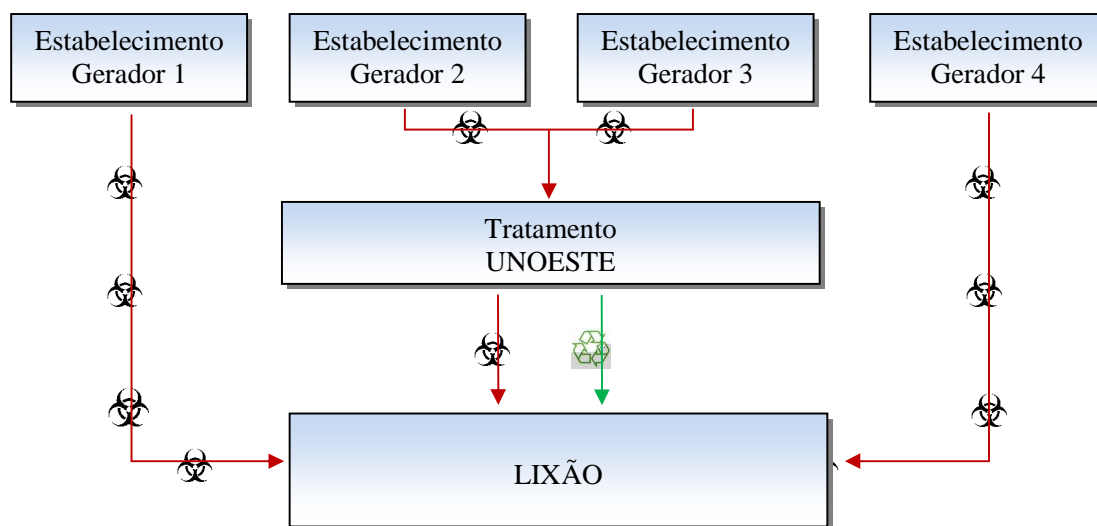 Estabelecimento
Gerador 1
Estabelecimento
Gerador 2
Estabelecimento
Gerador 3
Estabelecimento
Gerador 4
Tratamento
UNOESTE
LIXÃO